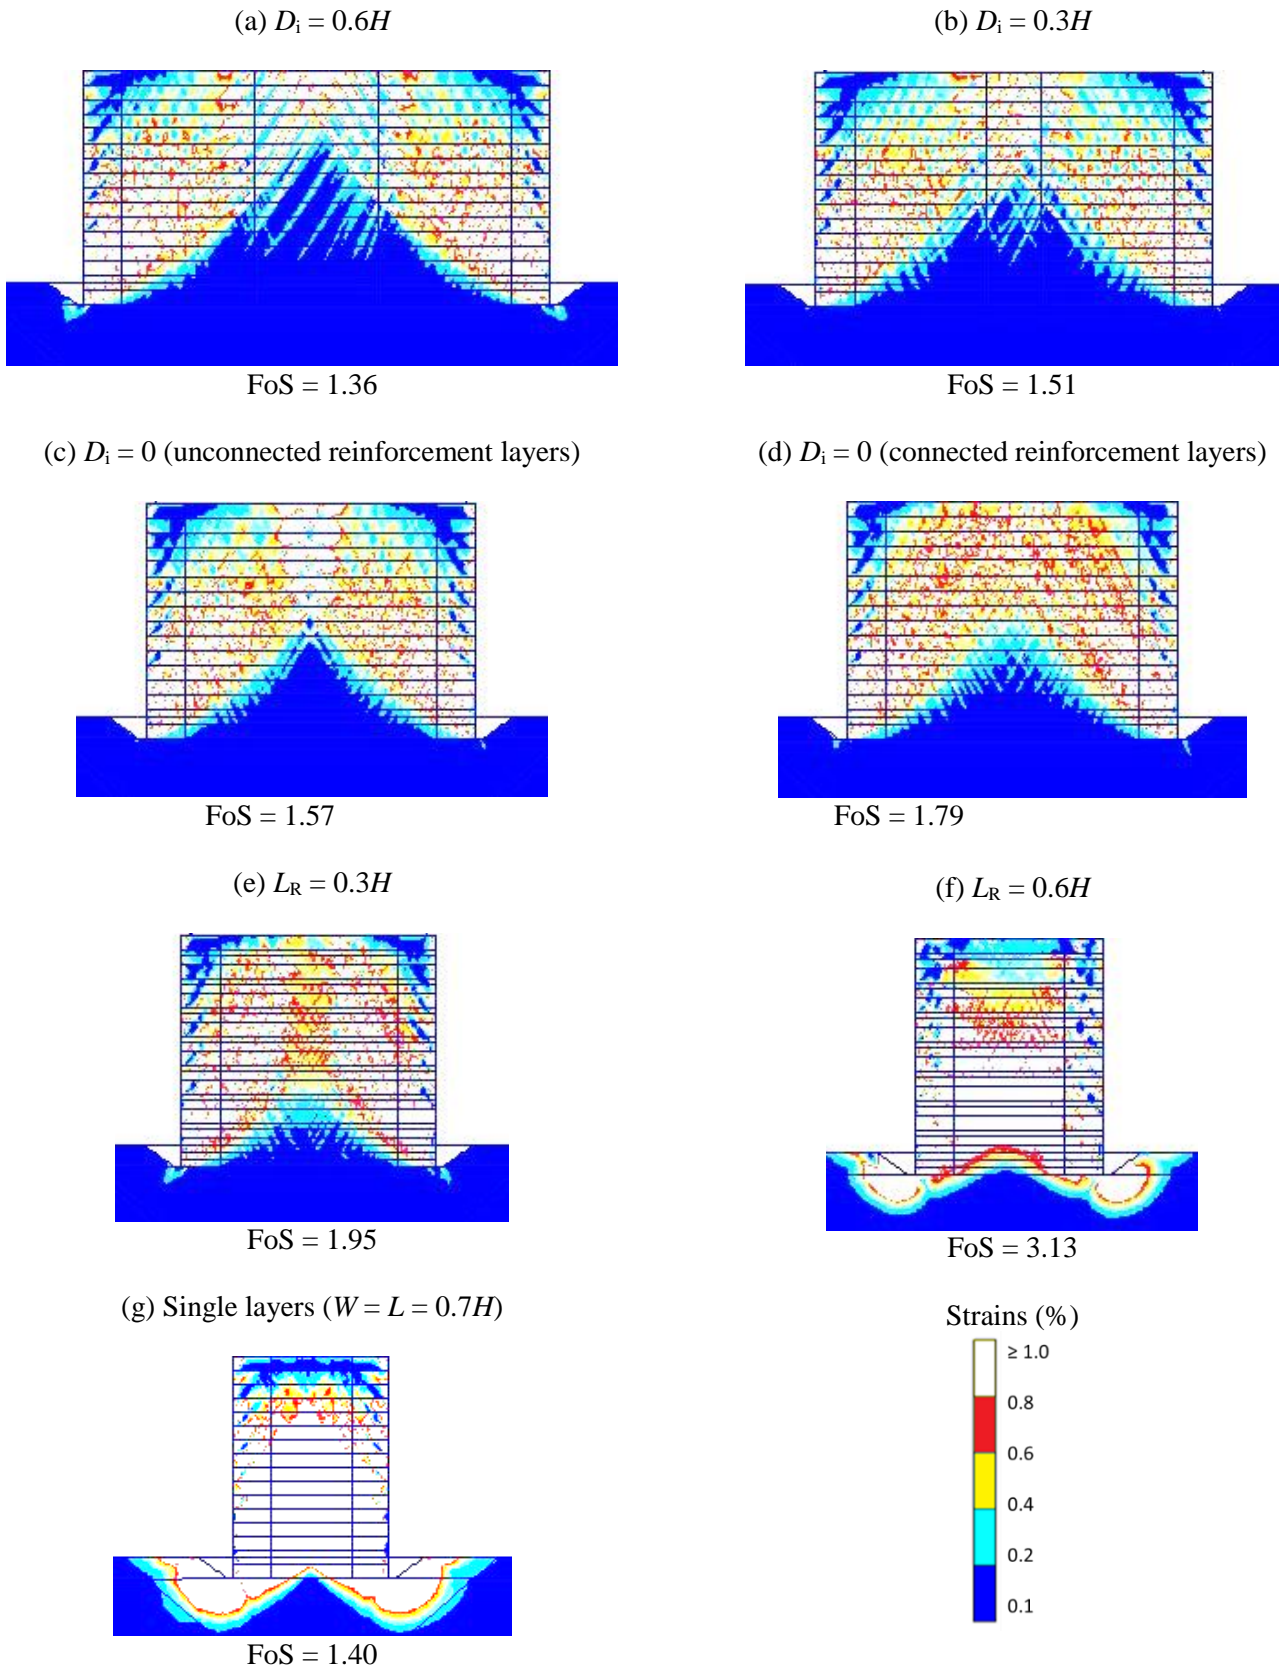 (a) Di = 0.6H
(b) Di = 0.3H
FoS = 1.36
FoS = 1.51
(c) Di = 0 (unconnected reinforcement layers)
(d) Di = 0 (connected reinforcement layers)
FoS = 1.57
FoS = 1.79
(e) LR = 0.3H
(f) LR = 0.6H
FoS = 1.95
FoS = 3.13
(g) Single layers (W = L = 0.7H)
Strains (%)
≥ 1.0
0.8
0.6
0.4
0.2
0.1
FoS = 1.40